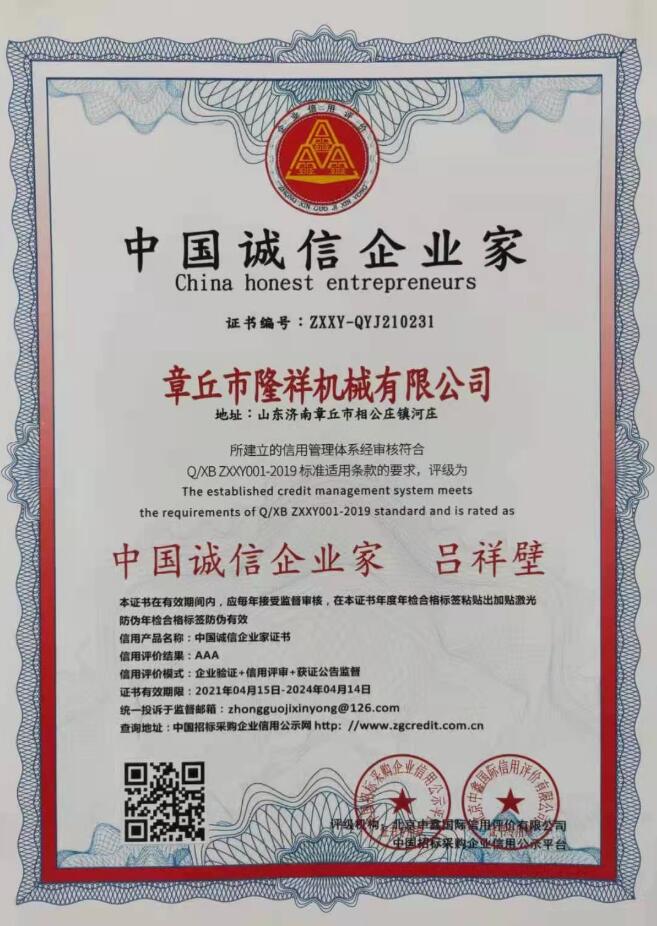 企业信用评价
ZHONG XIN GUO JI XIN YONG
中国诚信企业家
China honest entrepreneurs
证书编号：ZXXY-QYJ210231
章丘市隆祥机械有限公司
地址：山东济南章丘市相公庄镇河庄
所建立的信用管理体系经审核符合
Q/XB ZXXY001-2019 标准适用条款的要求，评级为
The established credit management system meets
the requirements of Q/XB ZXXY001-2019 standard and is rated as
中国诚信企业家 吕祥壁
本证书在有效期间内，应每年接受监督审核，在本证书年度年检合格标签粘贴出加贴激光
防伪年检合格标签防伪有效
信用产品名称：中国诚信企业家证书
信用评价结果：AAA
信用评价模式：企业验证+信用评审+获证公告监督
证书有效期限：2021年04月15日-2024年04月14日
统一投诉于监督邮箱：zhongguojixinyong@126.com
查询地址：中国招标采购企业信用公示网 http: //www.zgcredit.com.cn
评级机构：北京中鑫国际信用评价有限公司
中国招标采购企业信用公示平台